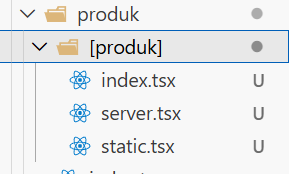 produk
[produk]
index.tsx U
server.tsx U
static.tsx U